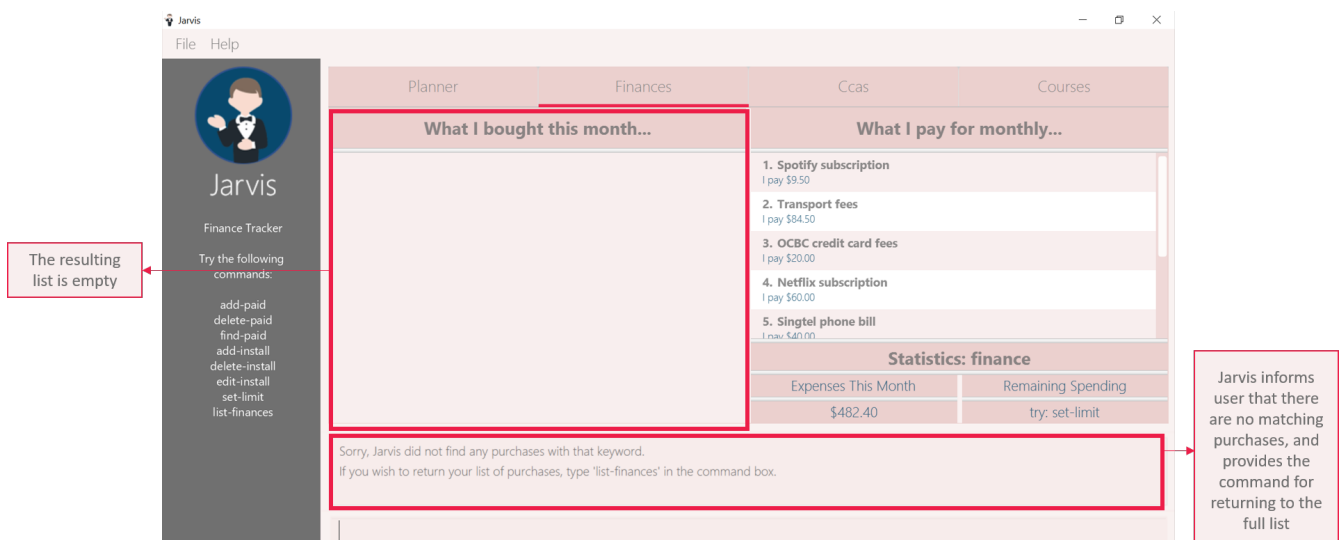 Jarvis
File Help
Planner Finances Ccas Courses
What I bought this month... What I pay for monthly...
Jarvis
Finance Tracker
Try the following
commands:
add-paid
delete-paid
find-paid
add-install
delete-install
edit-install
set-limit
list-finances
The resulting
list is empty
1. Spotify subscription
I pay $9.50
2. Transport fees
I pay $84.50
3. OCBC credit card fees
I pay $20.00
4. Netflix subscription
I pay $60.00
5. Singtel phone bill
I pay $40.00
Statistics: finance
Expenses This Month Remaining Spending
$482.40 try: set-limit
Sorry, Jarvis did not find any purchases with that keyword.
If you wish to return your list of purchases, type 'list-finances' in the command box.
Jarvis informs
user that there
are no matching
purchases, and
provides the
command for
returning to the
full list